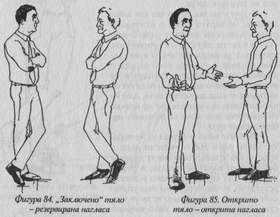 Фигура 84. „Заключено“ тяло
– резервирана нагласа
Фигура 85. Открито
тяло – открита нагласа